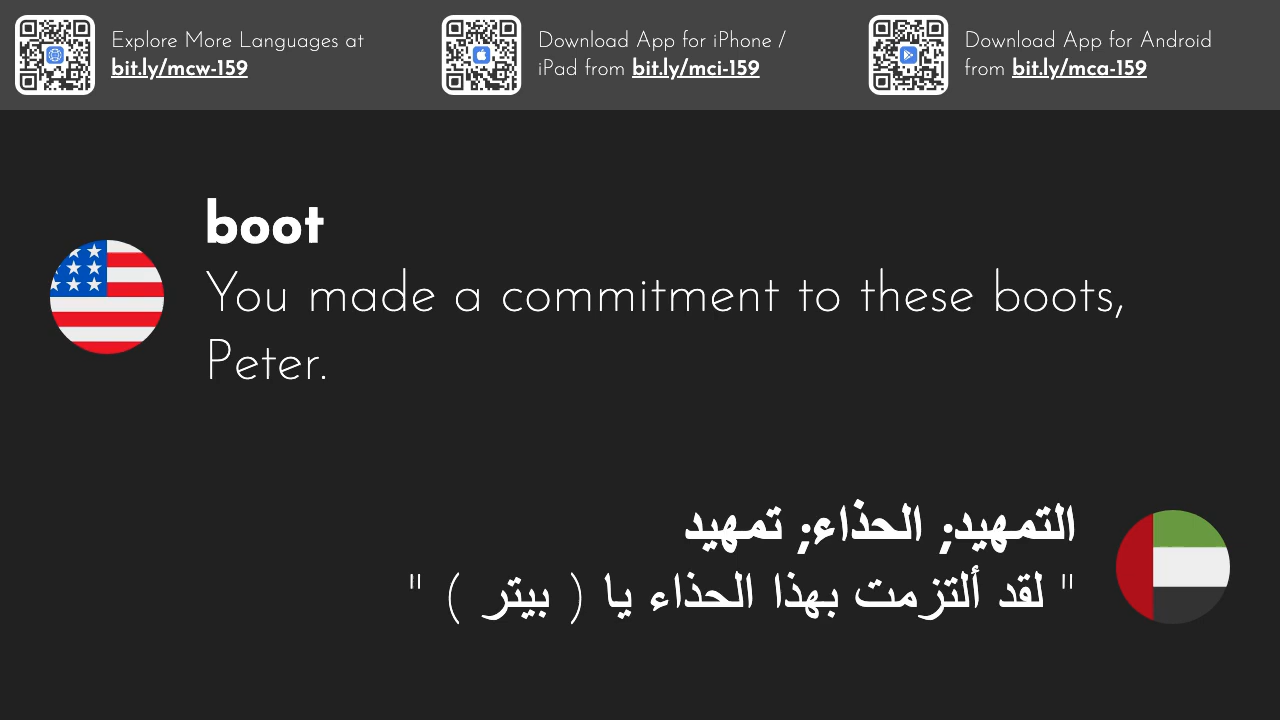 Explore More Languages at
bit.ly/mcw-159
Download App for iPhone /
iPad from bit.ly/mci-159
Download App for Android
from bit.ly/mca-159
boot
You made a commitment to these boots,
Peter.
التمهيد; الحذاء; تمهيد
" لقد ألتزمت بهذا الحذاء يا ( بيتر ) "